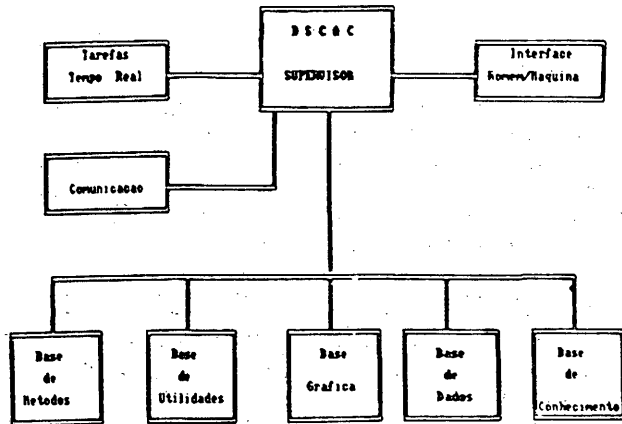 D S C & C
SUPERVISOR
Tarefas
Tempo Real
Interface
Homem/Maquina
Comunicacao
Base
de
Metodos
Base
de
Utilidades
Base
Grafica
Base
de
Dados
Base
de
Conhecimento